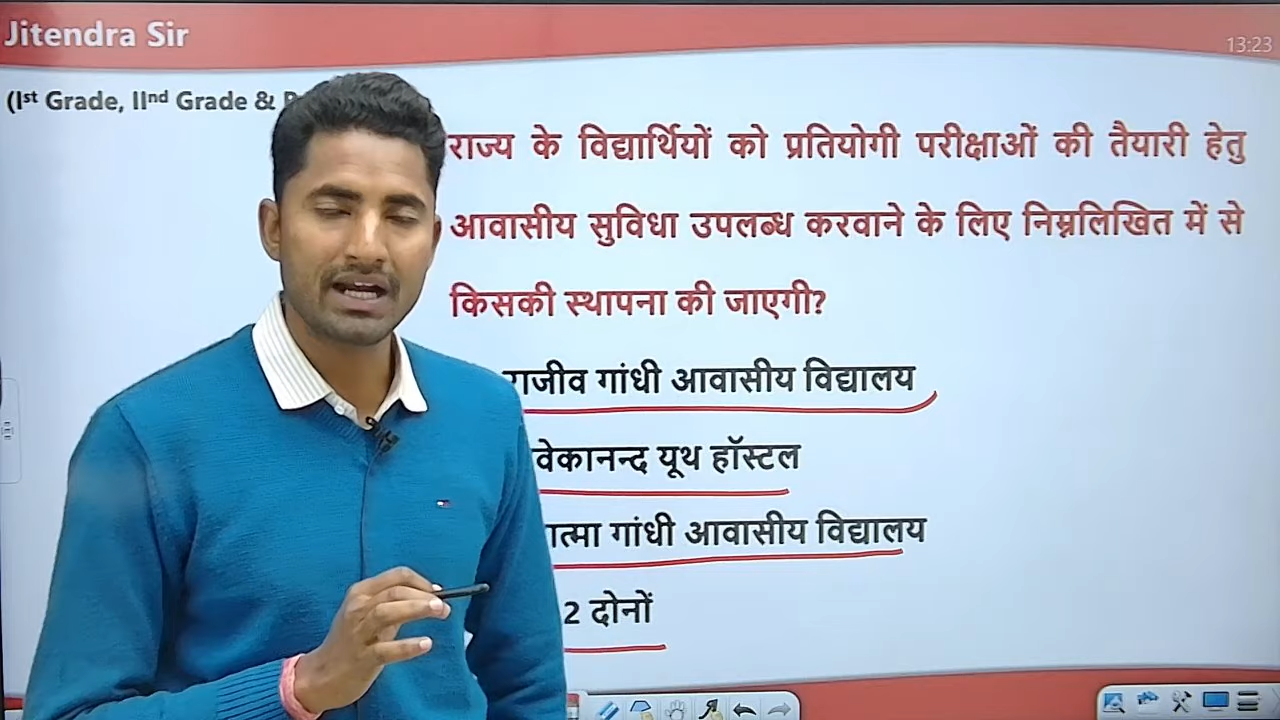 Jitendra Sir
13:23
(Ist Grade, IInd Grade &
राज्य के विद्यार्थियों को प्रतियोगी परीक्षाओं की तैयारी हेतु
आवासीय सुविधा उपलब्ध करवाने के लिए निम्नलिखित में से
किसकी स्थापना की जाएगी?
राजीव गांधी आवासीय विद्यालय
वेकानन्द यूथ हॉस्टल
त्मा गांधी आवासीय विद्यालय
2 दोनों